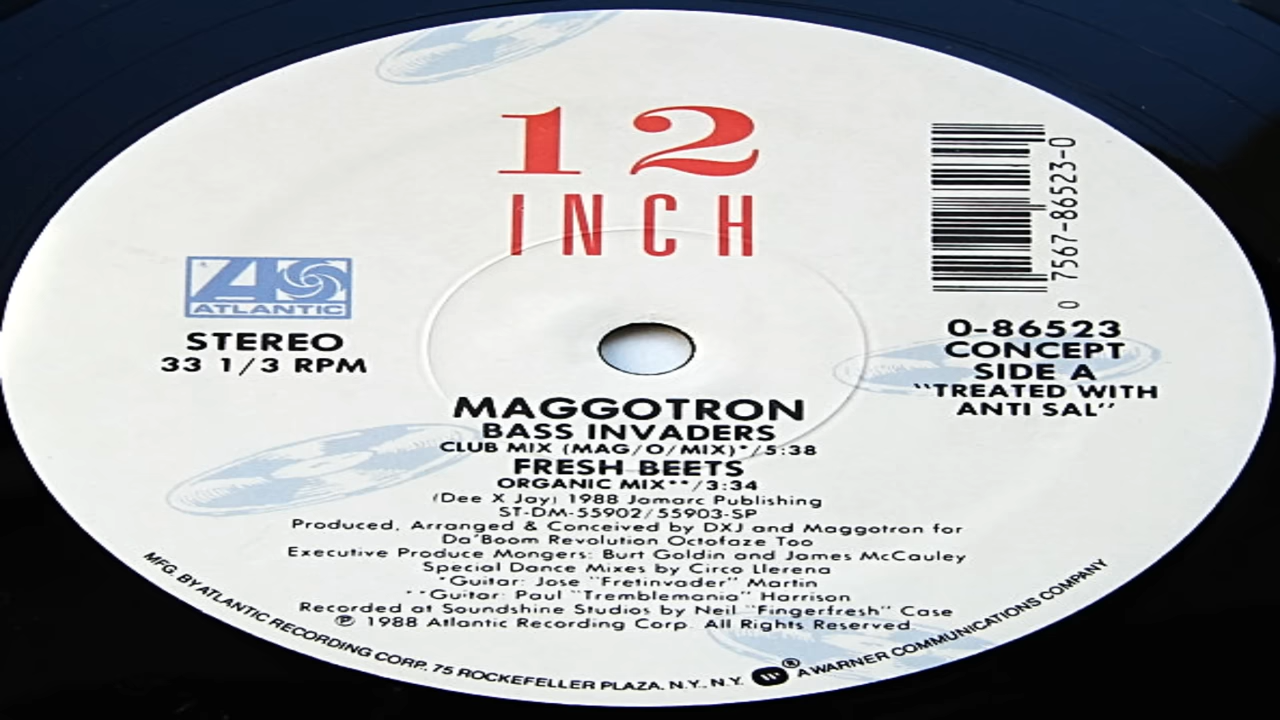 12
INCH
ATLANTIC
STEREO
33 1/3 RPM
0 7567-86523-0
0-86523
CONCEPT
SIDE A
"TREATED WITH
ANTI SAL"
MAGGOTRON
BASS INVADERS
CLUB MIX (MAG/O/MIX)*/5:38
FRESH BEETS
ORGANIC MIX**/3:34
(Dee X Jay) 1988 Jamarc Publishing
ST-DM-55902/55903-SP
Produced, Arranged & Conceived by DXJ and Maggotron for
Da'Boom Revolution Octofaze Too
Executive Produce Mongers: Burt Goldin and James McCauley
Special Dance Mixes by Circo Llerena
*Guitar: Jose "Fretinvader" Martin
**Guitar: Paul "Tremblemania" Harrison
Recorded at Soundshine Studios by Neil "Fingerfresh" Case
℗ 1988 Atlantic Recording Corp. All Rights Reserved
MFG. BY ATLANTIC RECORDING CORP., 75 ROCKEFELLER PLAZA, N.Y., N.Y. ® A WARNER COMMUNICATIONS COMPANY